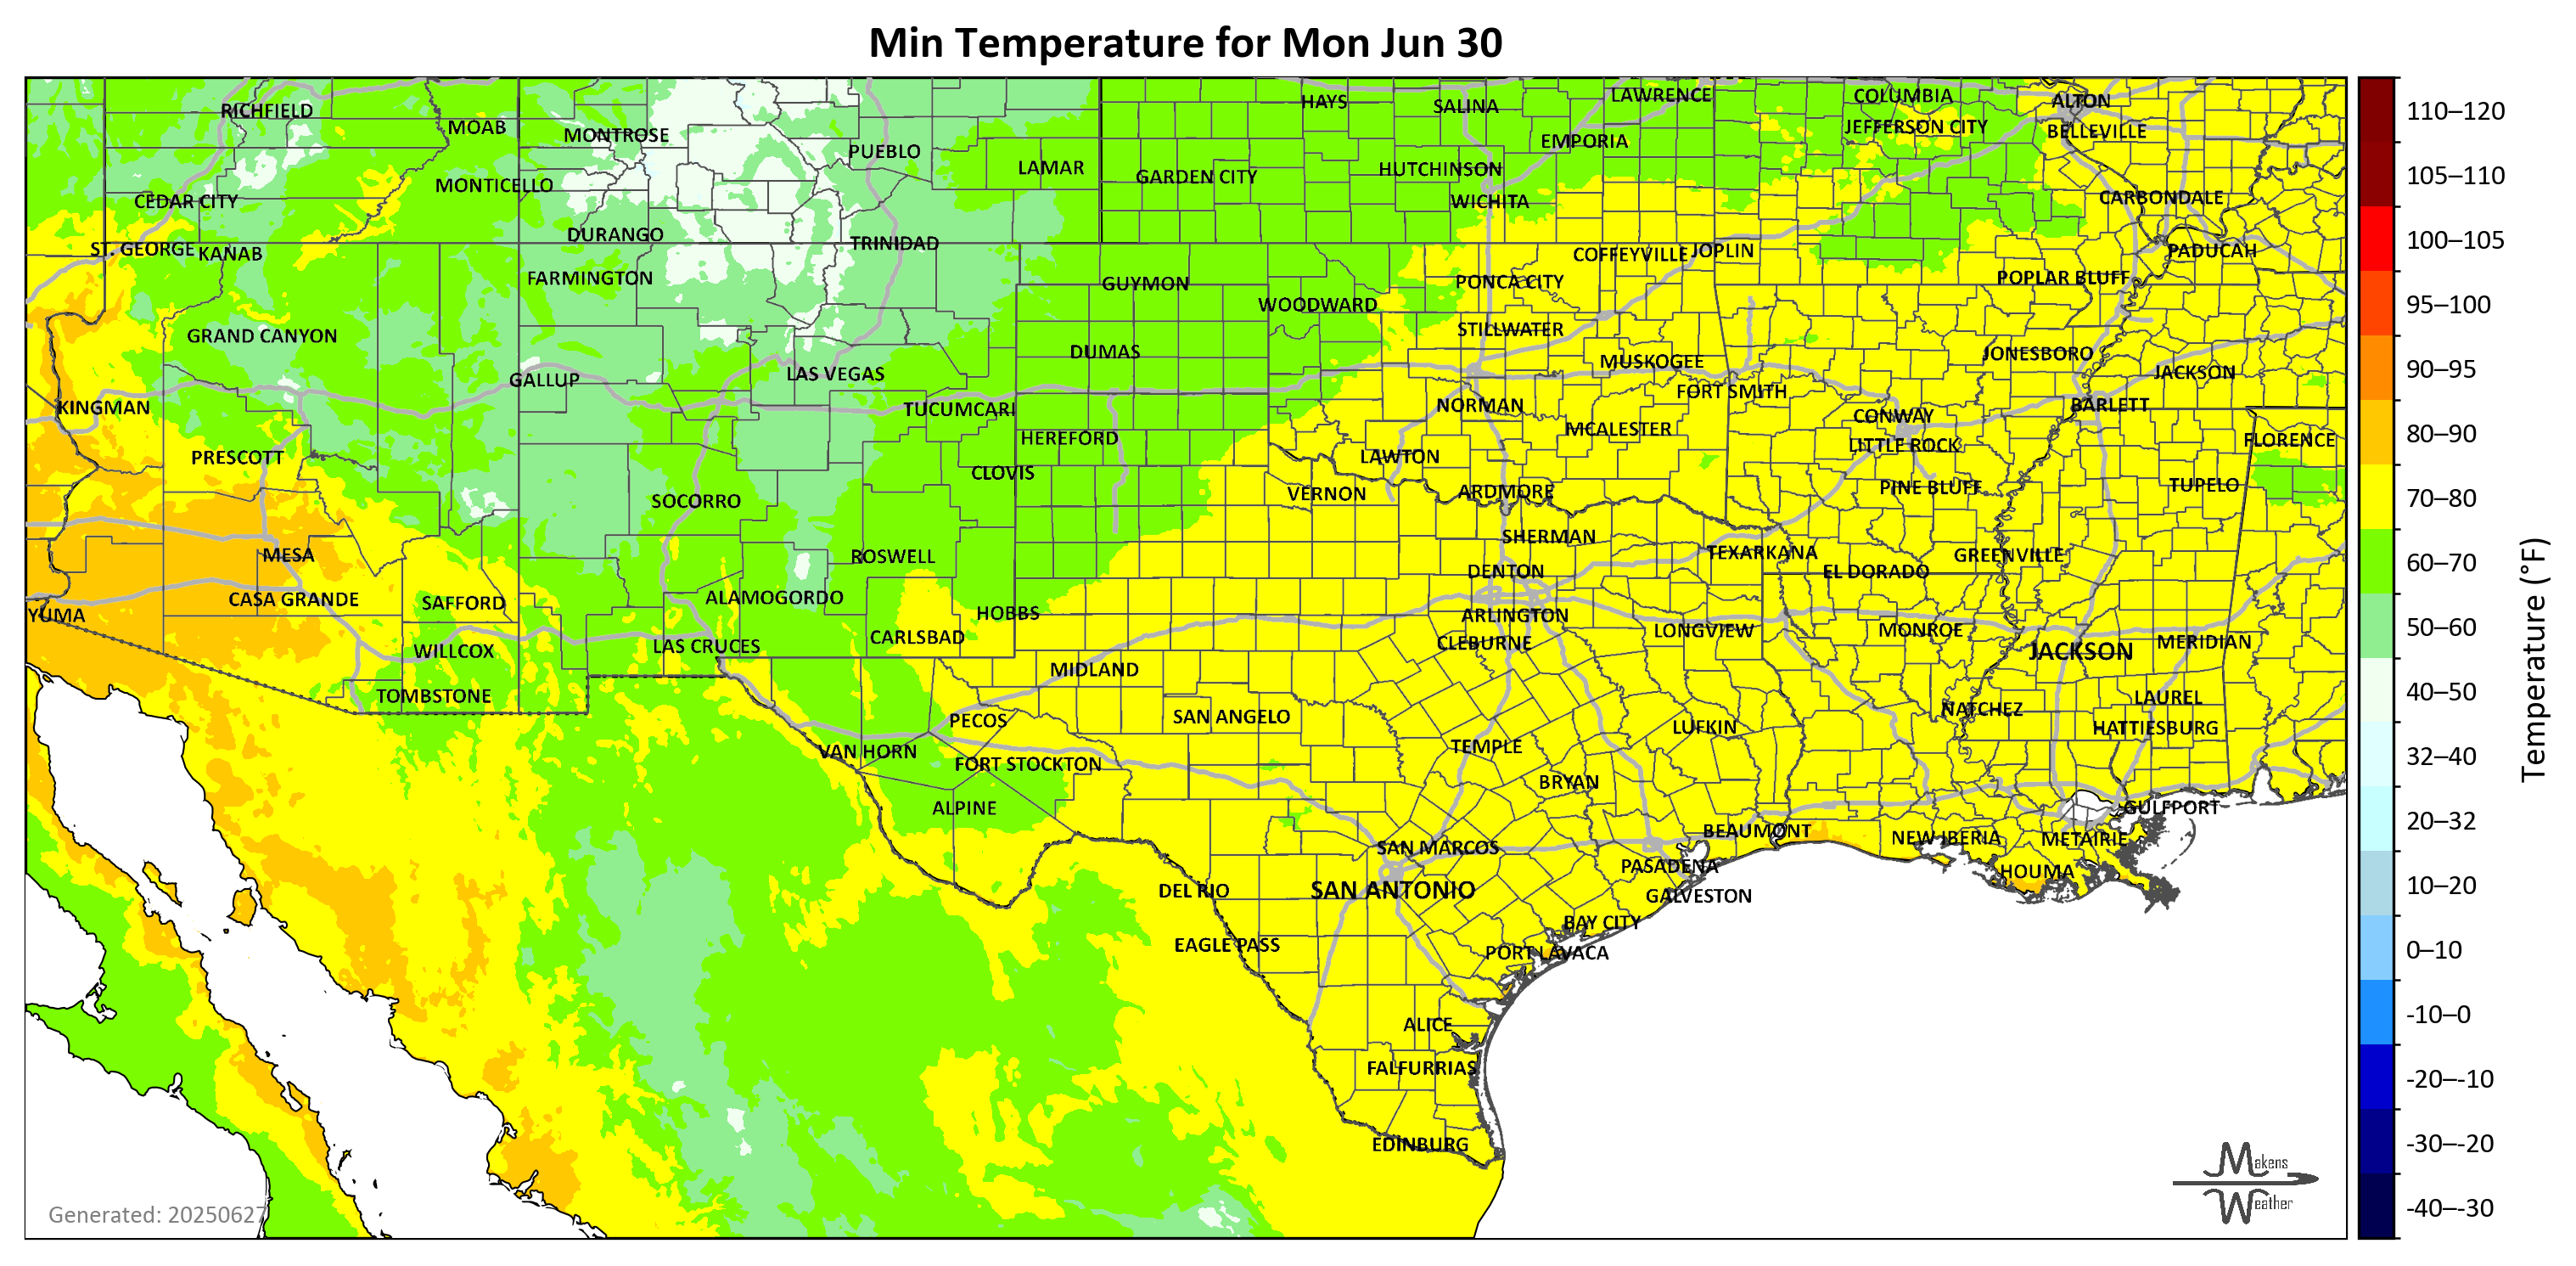 Min Temperature for Mon Jun 30
RICHFIELD
MOAB
MONTROSE
PUEBLO
LAMAR
HAYS
SALINA
LAWRENCE
COLUMBIA
ALTON
EMPORIA
JEFFERSON CITY
BELLEVILLE
CEDAR CITY
MONTICELLO
GARDEN CITY
HUTCHINSON
WICHITA
CARBONDALE
ST. GEORGE
KANAB
DURANGO
TRINIDAD
COFFEYVILLE
JOPLIN
PADUCAH
FARMINGTON
GUYMON
PONCA CITY
POPLAR BLUFF
WOODWARD
GRAND CANYON
STILLWATER
DUMAS
MUSKOGEE
JONESBORO
GALLUP
LAS VEGAS
JACKSON
FORT SMITH
KINGMAN
TUCUMCARI
NORMAN
CONWAY
BARLETT
HEREFORD
MCALESTER
LITTLE ROCK
FLORENCE
PRESCOTT
CLOVIS
LAWTON
SOCORRO
VERNON
ARDMORE
PINE BLUFF
TUPELO
MESA
ROSWELL
SHERMAN
TEXARKANA
GREENVILLE
DENTON
EL DORADO
YUMA
CASA GRANDE
SAFFORD
ALAMOGORDO
HOBBS
ARLINGTON
WILLCOX
LAS CRUCES
CARLSBAD
CLEBURNE
LONGVIEW
MONROE
JACKSON
MERIDIAN
MIDLAND
TOMBSTONE
PECOS
SAN ANGELO
LUFKIN
NATCHEZ
LAUREL
HATTIESBURG
VAN HORN
FORT STOCKTON
TEMPLE
BRYAN
ALPINE
GULFPORT
BEAUMONT
NEW IBERIA
METAIRIE
SAN MARCOS
PASADENA
HOUMA
DEL RIO
SAN ANTONIO
GALVESTON
BAY CITY
EAGLE PASS
PORT LAVACA
ALICE
FALFURRIAS
EDINBURG
Generated: 20250627
Makens
Weather
110–120
105–110
100–105
95–100
90–95
80–90
70–80
60–70
50–60
40–50
32–40
20–32
10–20
0–10
-10–0
-20–-10
-30–-20
-40–-30
Temperature (°F)